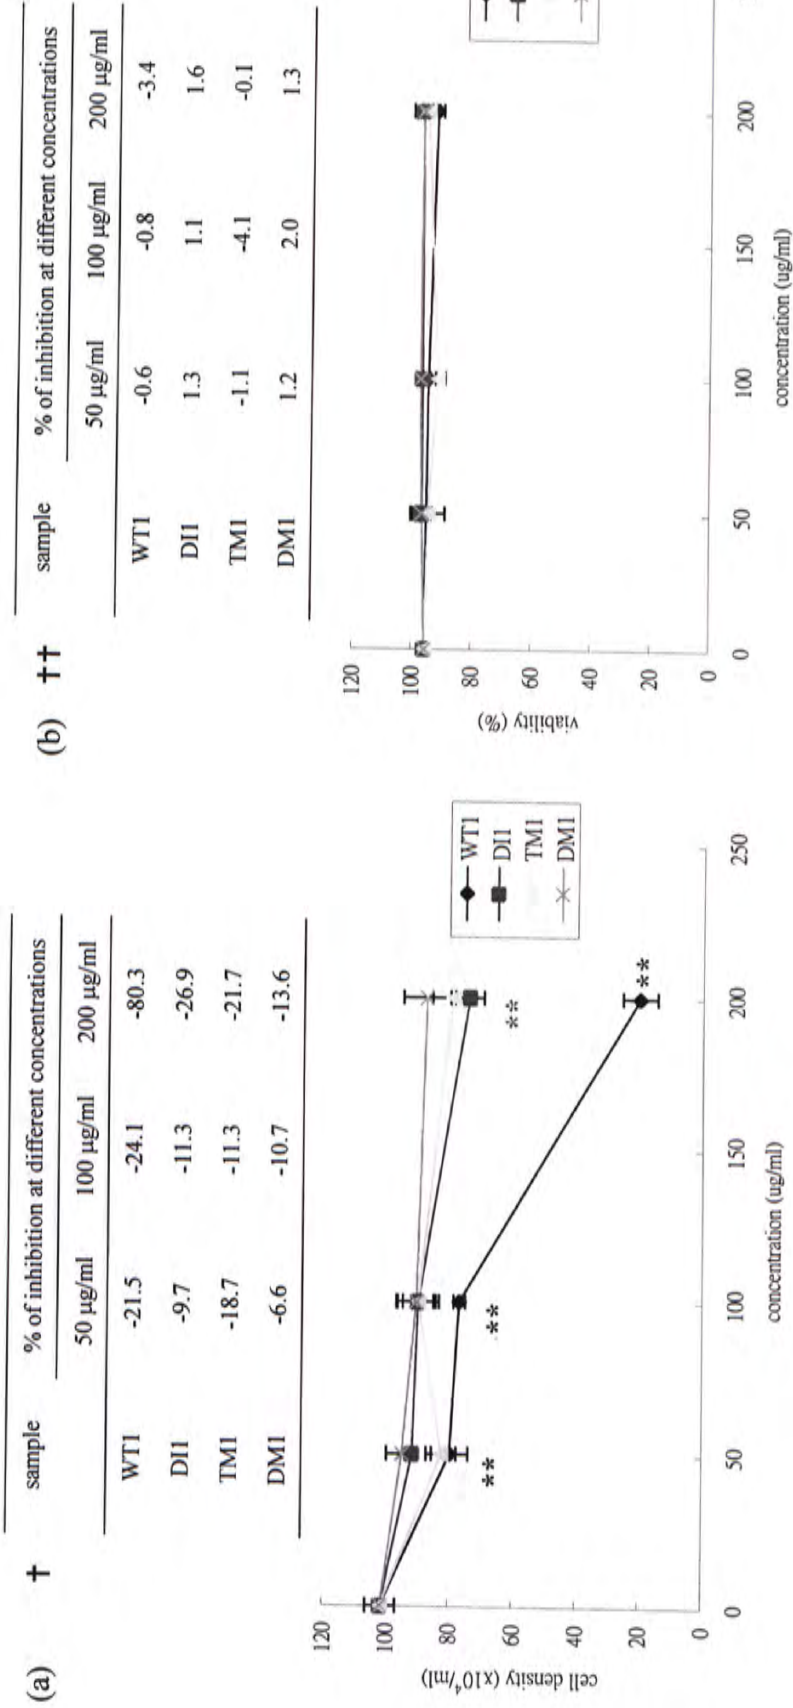 (a) †
sample % of inhibition at different concentrations
50 µg/ml 100 µg/ml 200 µg/ml
WT1 -21.5 -24.1 -80.3
DI1 -9.7 -11.3 -26.9
TM1 -18.7 -11.3 -21.7
DM1 -6.6 -10.7 -13.6
cell density (x10⁴/ml)
120
100
80
60
40
20
0
** ** ** **
WT1
DI1
TM1
DM1
0 50 100 150 200 250
concentration (ug/ml)
(b) ††
sample % of inhibition at different concentrations
50 µg/ml 100 µg/ml 200 µg/ml
WT1 -0.6 -0.8 -3.4
DI1 1.3 1.1 1.6
TM1 -1.1 -4.1 -0.1
DM1 1.2 2.0 1.3
viability (%)
120
100
80
60
40
20
0
0 50 100 150 200
concentration (ug/ml)